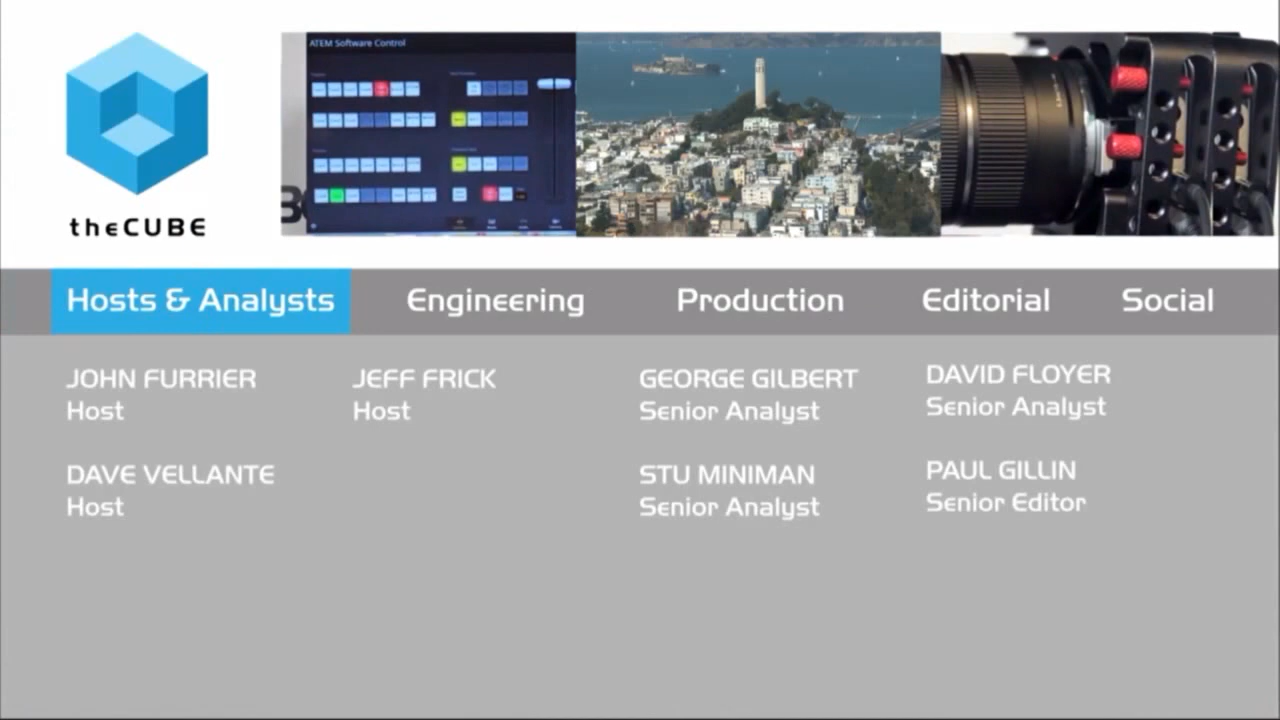 ATEM Software Control
theCUBE
Hosts & Analysts
Engineering
Production
Editorial
Social
JOHN FURRIER
Host
JEFF FRICK
Host
GEORGE GILBERT
Senior Analyst
DAVID FLOYER
Senior Analyst
DAVE VELLANTE
Host
STU MINIMAN
Senior Analyst
PAUL GILLIN
Senior Editor